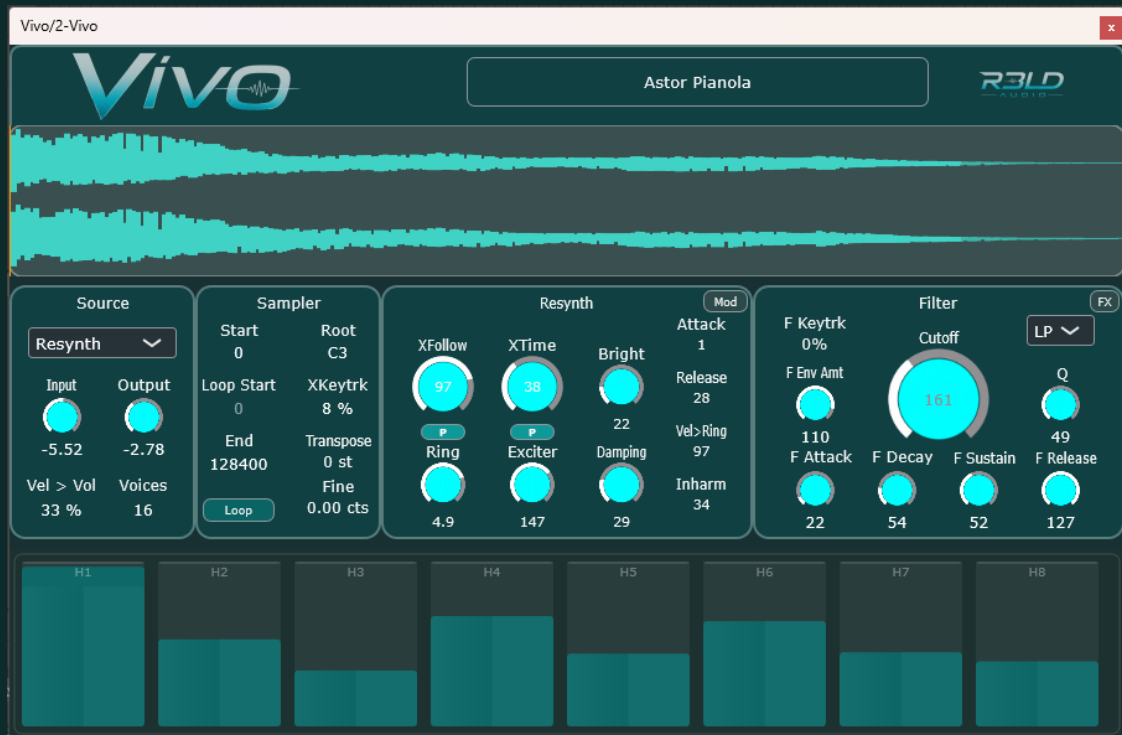 Vivo/2-Vivo
x
Vivo
Astor Pianola
R3LD
AUDIO
Source
Resynth
Input
Output
-5.52
-2.78
Vel > Vol
Voices
33 %
16
Sampler
Start
Root
0
C3
Loop Start
XKeytrk
0
8 %
End
Transpose
128400
0 st
Fine
Loop
0.00 cts
Resynth
Mod
XFollow
XTime
Bright
Attack
1
97
38
Release
28
22
P
P
Ring
Exciter
Damping
Vel>Ring
97
Inharm
34
4.9
147
29
Filter
FX
F Keytrk
0%
Cutoff
LP
F Env Amt
161
Q
110
49
F Attack
F Decay
F Sustain
F Release
22
54
52
127
H1
H2
H3
H4
H5
H6
H7
H8